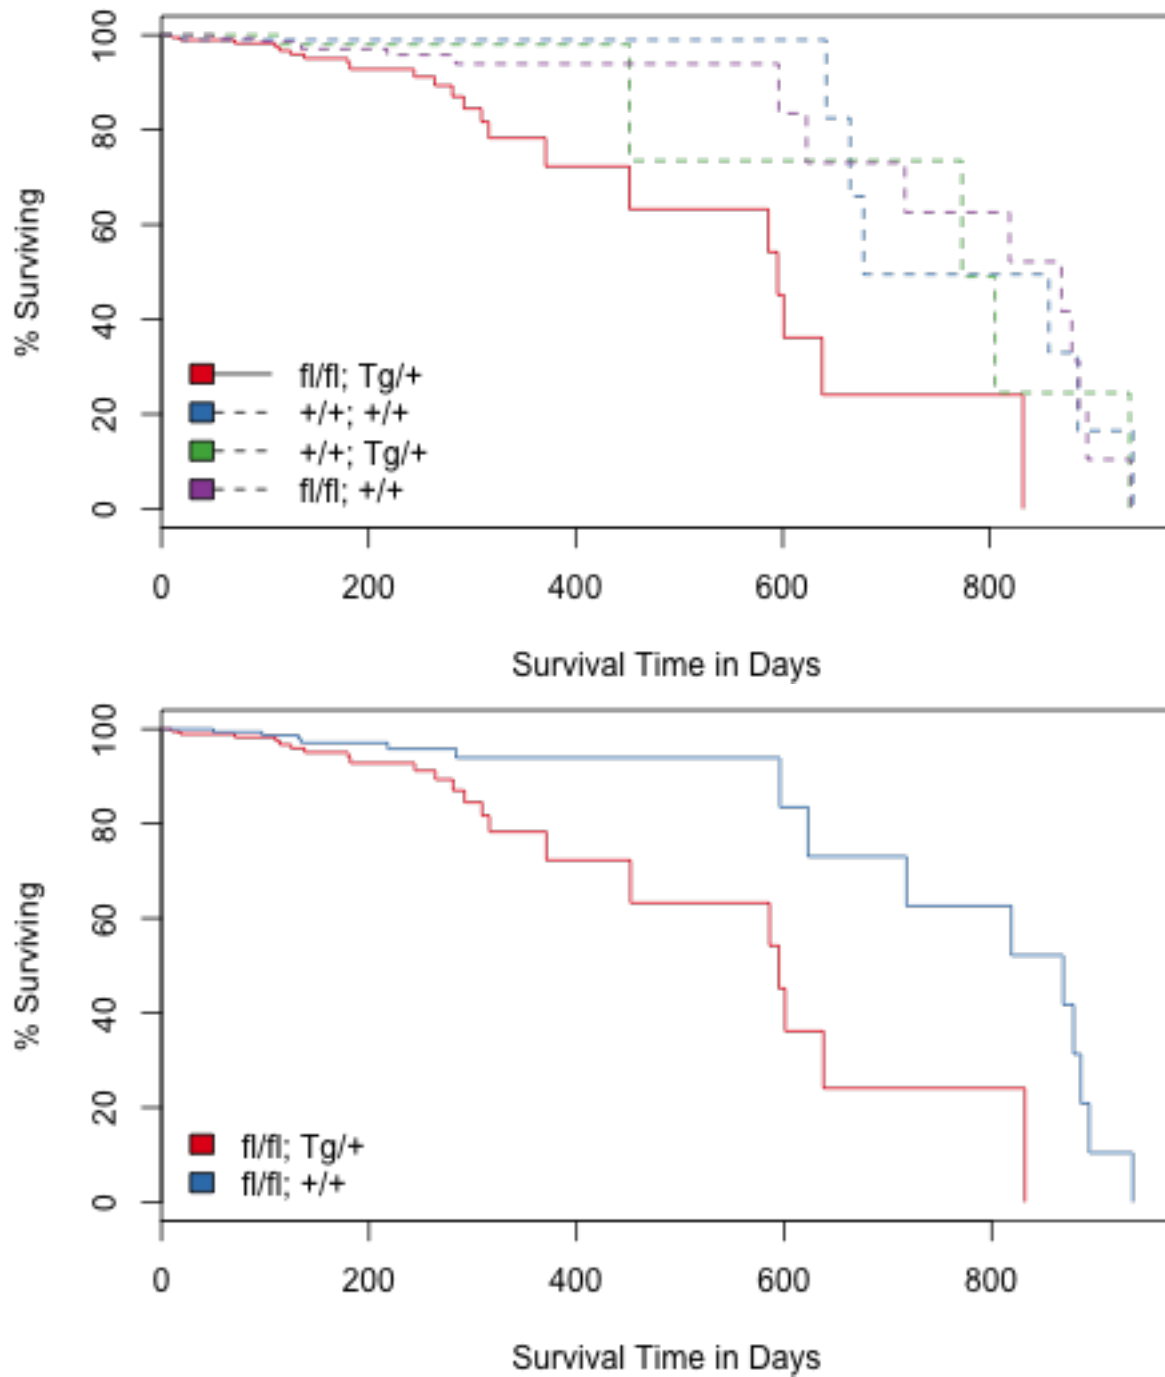 100
80
60
40
20
0
% Surviving
fl/fl; Tg/+
+/+; +/+
+/+; Tg/+
fl/fl; +/+
0 200 400 600 800
Survival Time in Days
100
80
60
40
20
0
% Surviving
fl/fl; Tg/+
fl/fl; +/+
0 200 400 600 800
Survival Time in Days